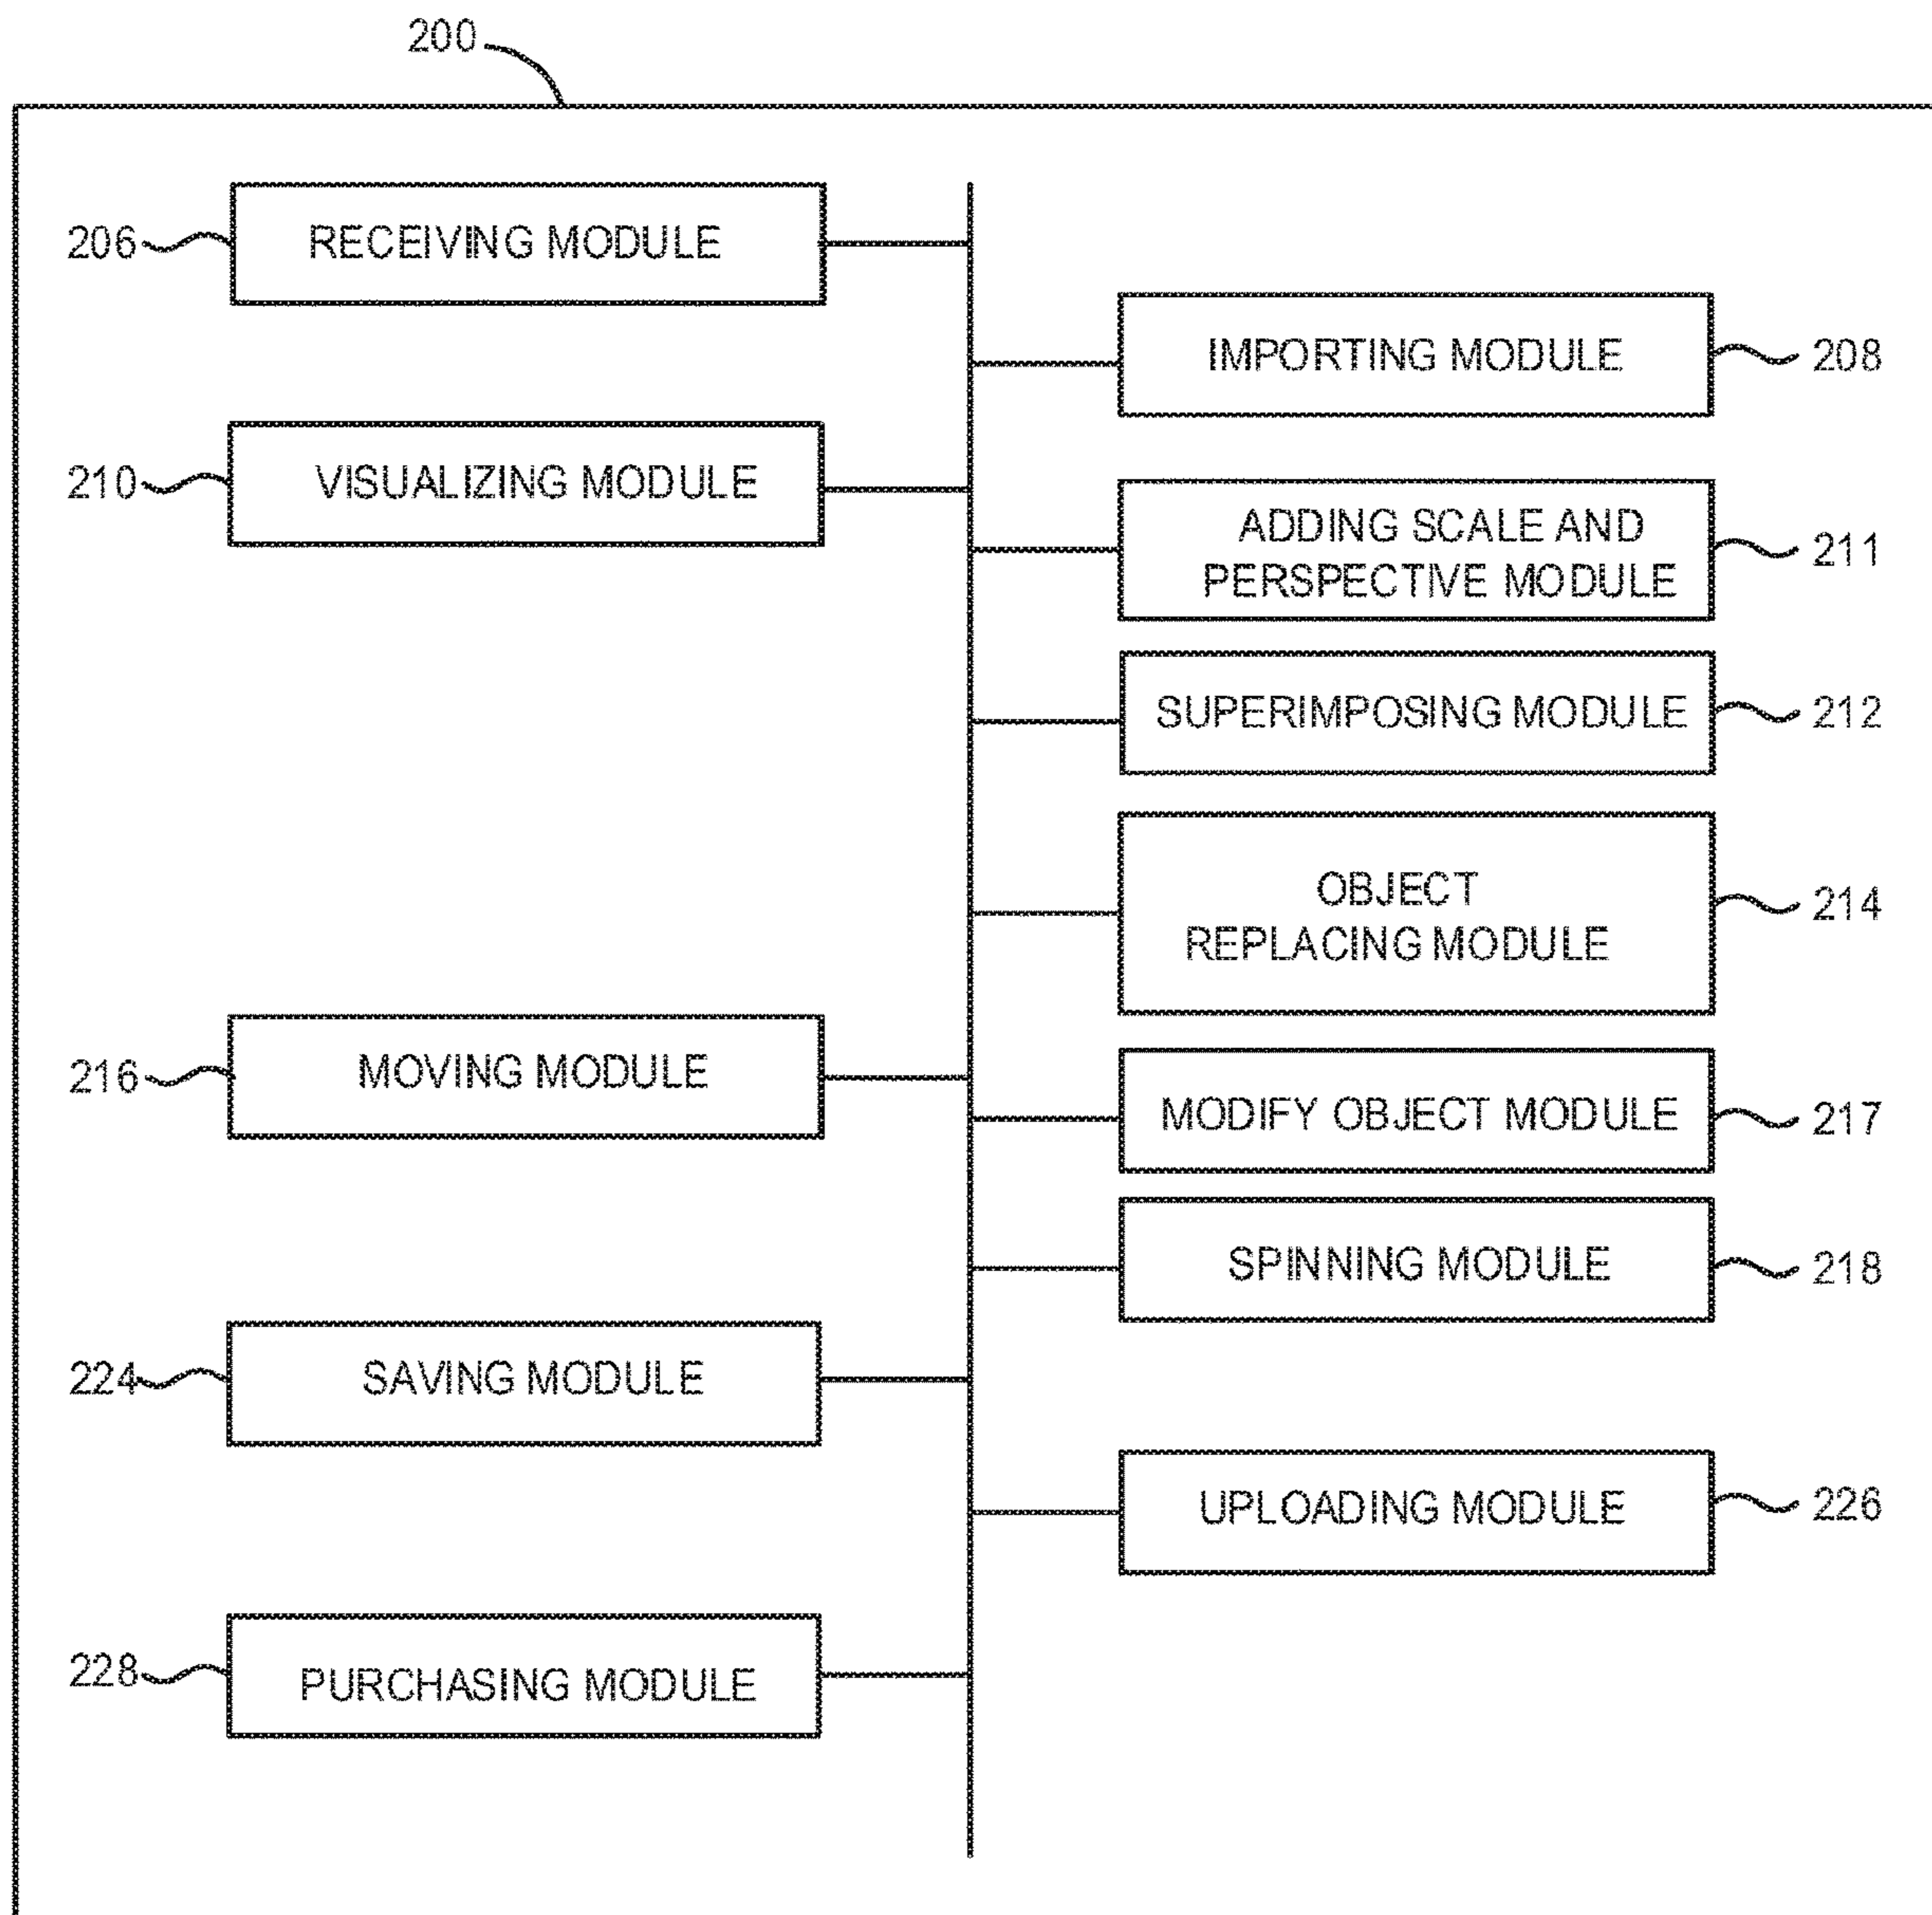 200
206 RECEIVING MODULE
IMPORTING MODULE 208
210 VISUALIZING MODULE
ADDING SCALE AND
PERSPECTIVE MODULE 211
SUPERIMPOSING MODULE 212
OBJECT
REPLACING MODULE 214
216 MOVING MODULE
MODIFY OBJECT MODULE 217
SPINNING MODULE 218
224 SAVING MODULE
UPLOADING MODULE 226
228 PURCHASING MODULE